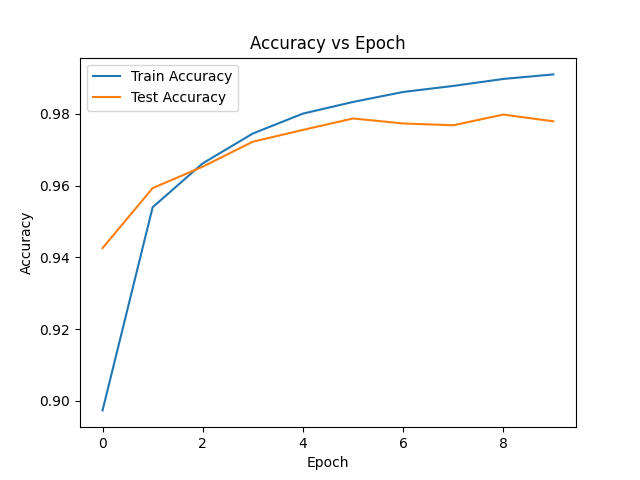 Accuracy vs Epoch
Train Accuracy
Test Accuracy
Accuracy
0.98
0.96
0.94
0.92
0.90
0 2 4 6 8
Epoch